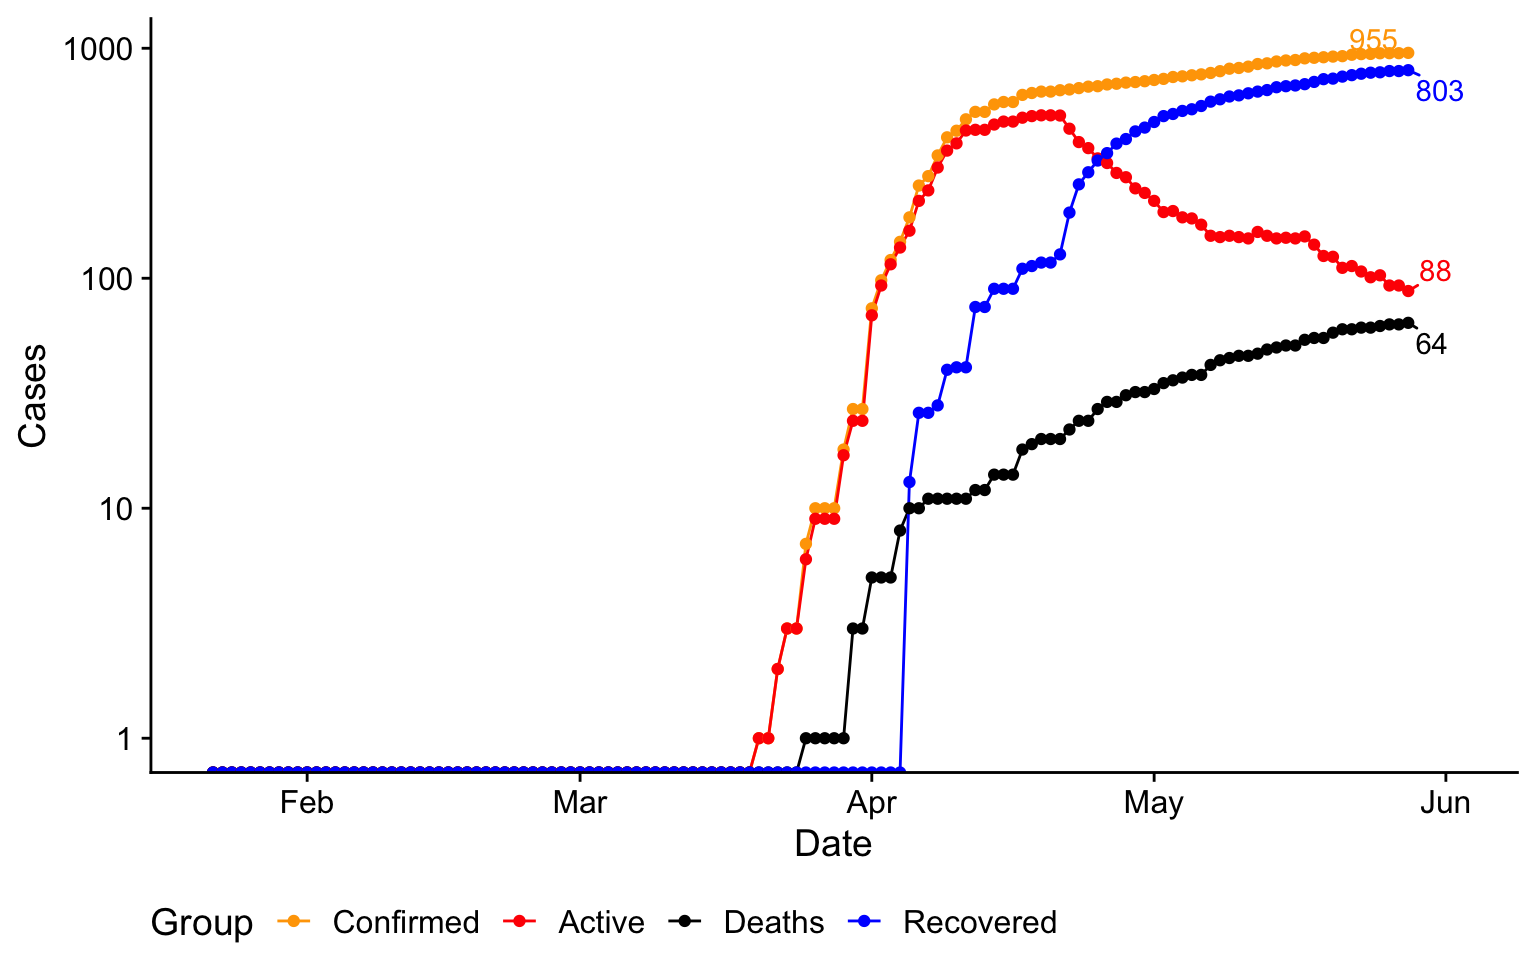 1000
100
10
1
Cases
955
803
88
64
Feb Mar Apr May Jun
Date
Group Confirmed Active Deaths Recovered